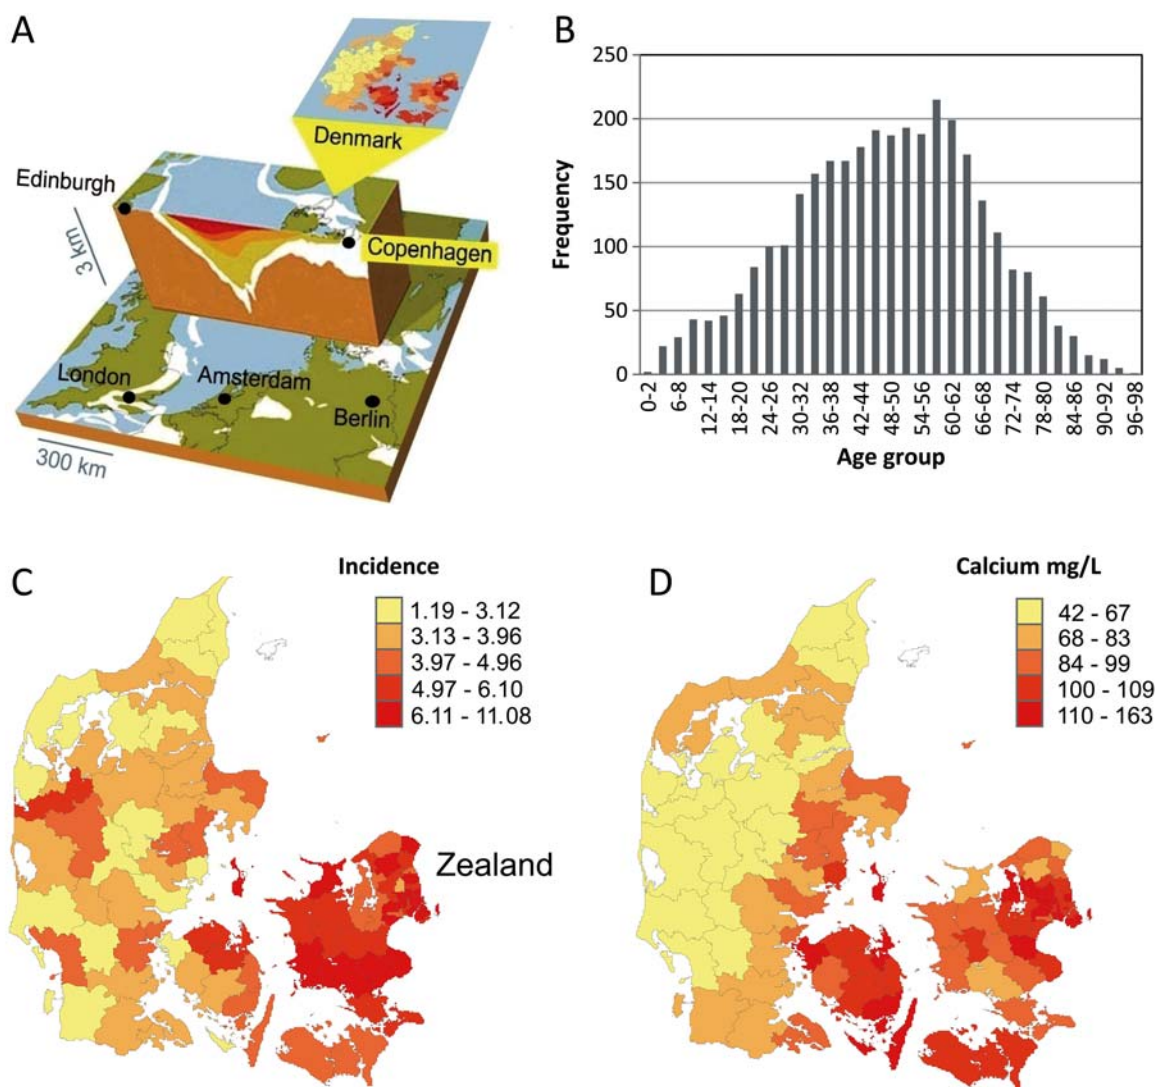 A
Denmark
Edinburgh
3 km
Copenhagen
London
Amsterdam
Berlin
300 km
B
250
200
150
100
50
0
Frequency
0-2
6-8
12-14
18-20
24-26
30-32
36-38
42-44
48-50
54-56
60-62
66-68
72-74
78-80
84-86
90-92
96-98
Age group
C
Incidence
1.19 - 3.12
3.13 - 3.96
3.97 - 4.96
4.97 - 6.10
6.11 - 11.08
Zealand
D
Calcium mg/L
42 - 67
68 - 83
84 - 99
100 - 109
110 - 163